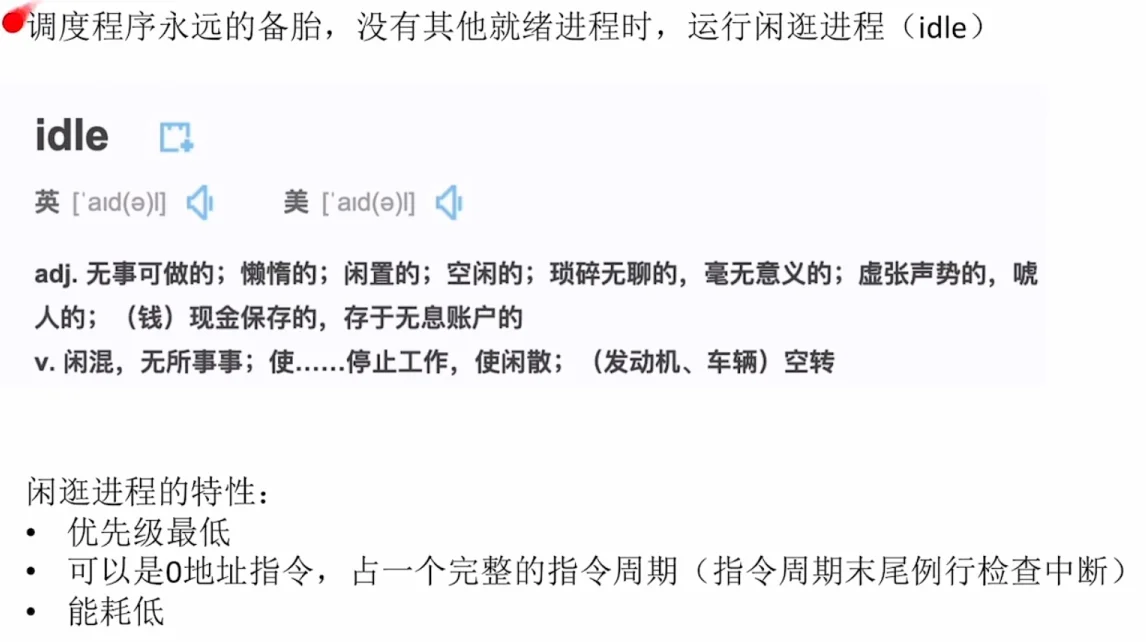 调度程序永远的备胎，没有其他就绪进程时，运行闲逛进程（idle）
idle
英 [ˈaɪd(ə)l] 美 [ˈaɪd(ə)l]
adj. 无事可做的；懒惰的；闲置的；空闲的；琐碎无聊的，毫无意义的；虚张声势的，唬
人的；（钱）现金保存的，存于无息账户的
v. 闲混，无所事事；使……停止工作，使闲散；（发动机、车辆）空转
闲逛进程的特性：
• 优先级最低
• 可以是0地址指令，占一个完整的指令周期（指令周期末尾例行检查中断）
• 能耗低